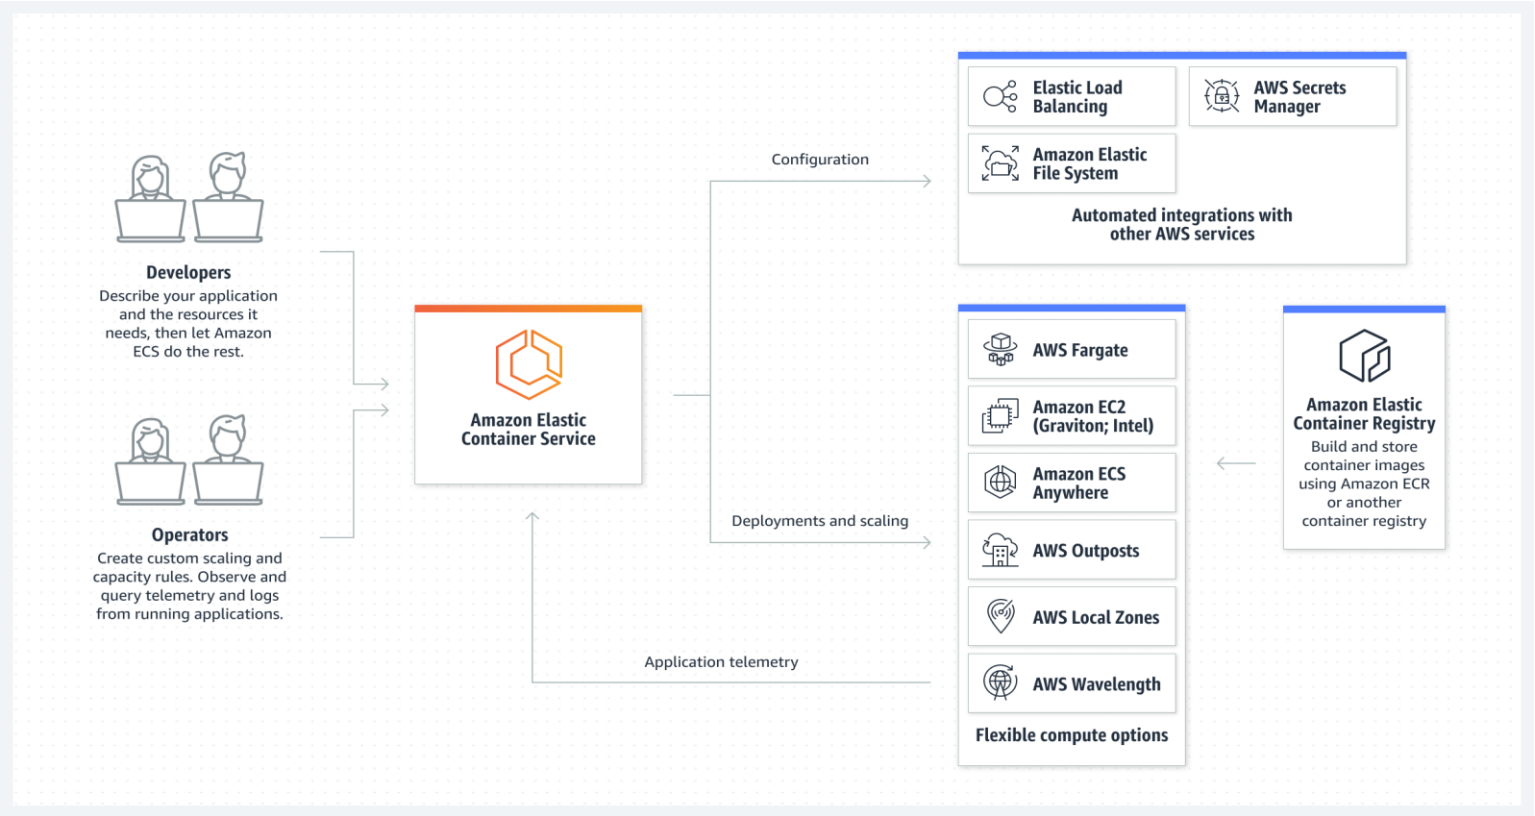 Developers
Describe your application
and the resources it
needs, then let Amazon
ECS do the rest.
Operators
Create custom scaling and
capacity rules. Observe and
query telemetry and logs
from running applications.
Amazon Elastic
Container Service
Configuration
Deployments and scaling
Application telemetry
Elastic Load
Balancing
AWS Secrets
Manager
Amazon Elastic
File System
Automated integrations with
other AWS services
AWS Fargate
Amazon EC2
(Graviton; Intel)
Amazon ECS
Anywhere
AWS Outposts
AWS Local Zones
AWS Wavelength
Flexible compute options
Amazon Elastic
Container Registry
Build and store
container images
using Amazon ECR
or another
container registry